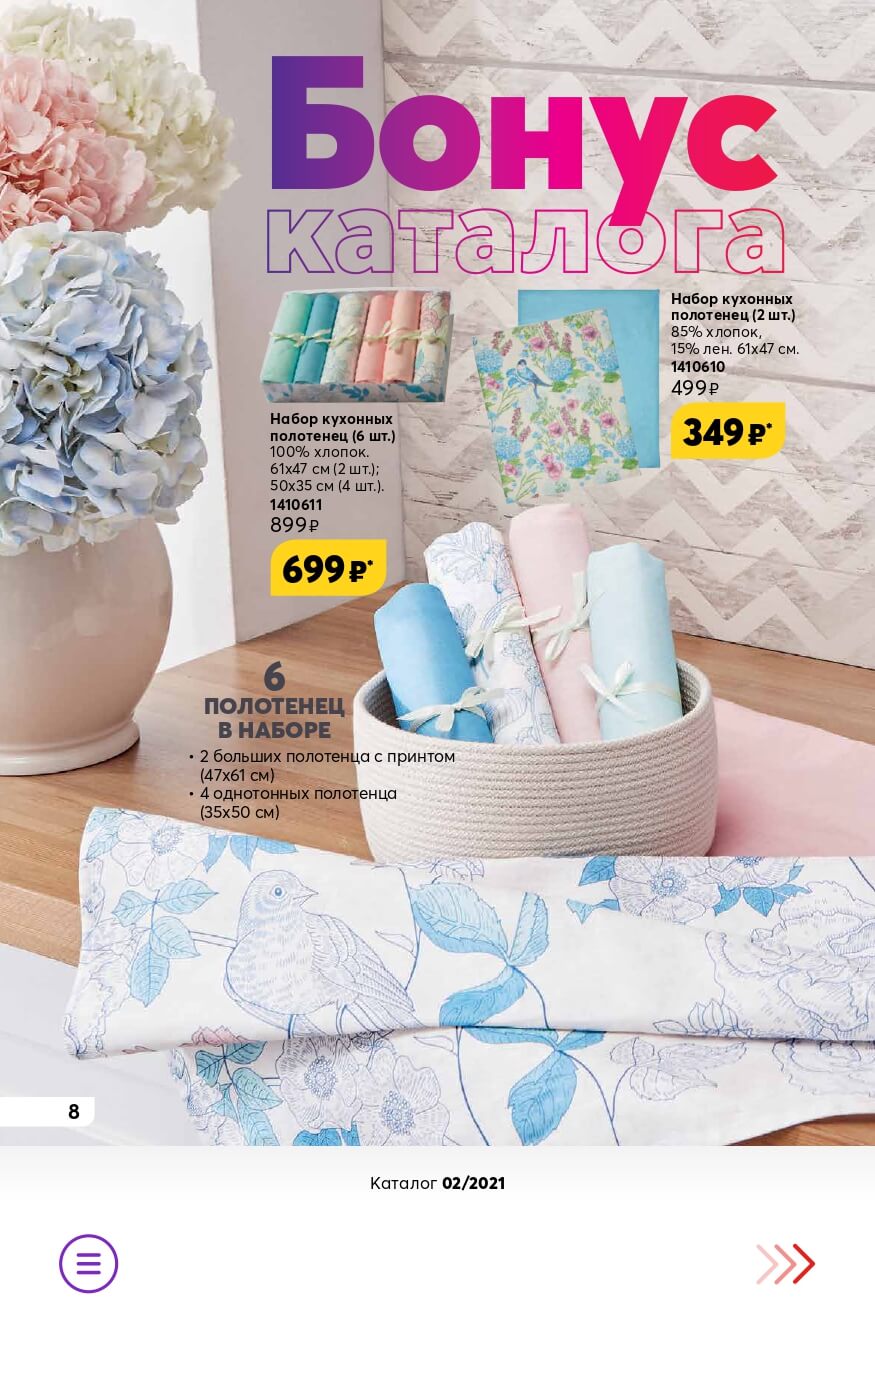 Бонус
каталога
Набор кухонных
полотенец (6 шт.)
100% хлопок.
61x47 см (2 шт.);
50x35 см (4 шт.).
1410611
899₽
699₽*
Набор кухонных
полотенец (2 шт.)
85% хлопок,
15% лен. 61x47 см.
1410610
499₽
349₽*
6
ПОЛОТЕНЕЦ
В НАБОРЕ
• 2 больших полотенца с принтом
(47x61 см)
• 4 однотонных полотенца
(35x50 см)
8
Каталог 02/2021